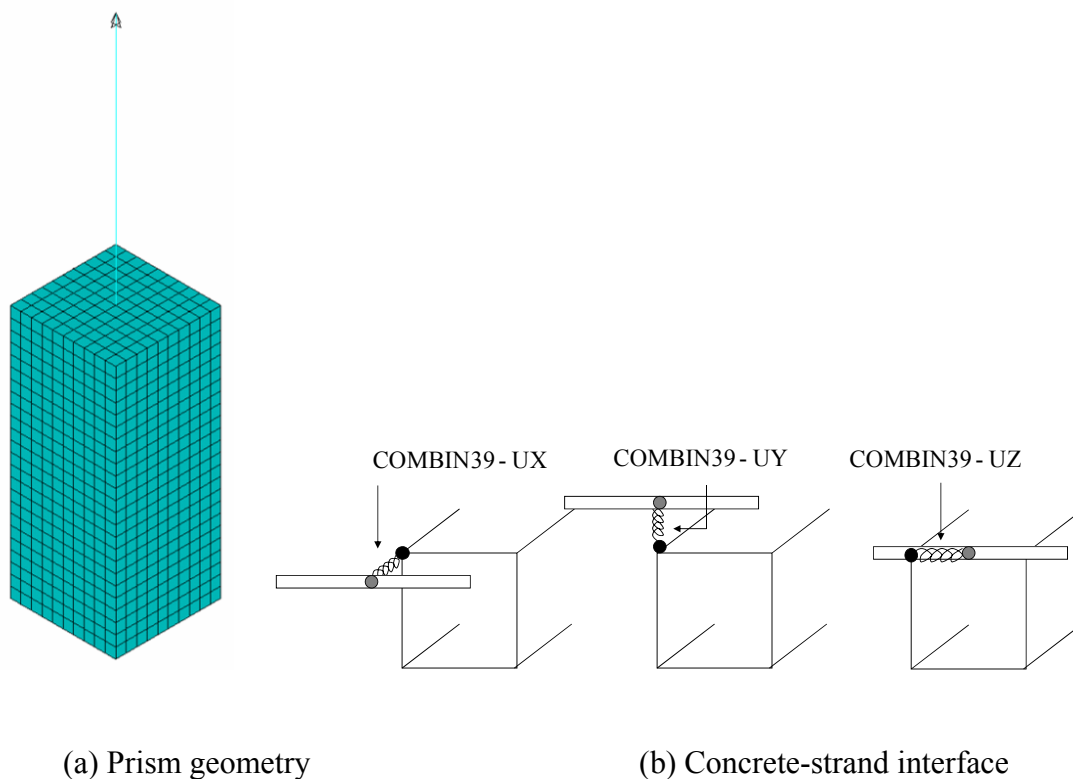 COMBIN39 - UX
COMBIN39 - UY
COMBIN39 - UZ
(a) Prism geometry
(b) Concrete-strand interface